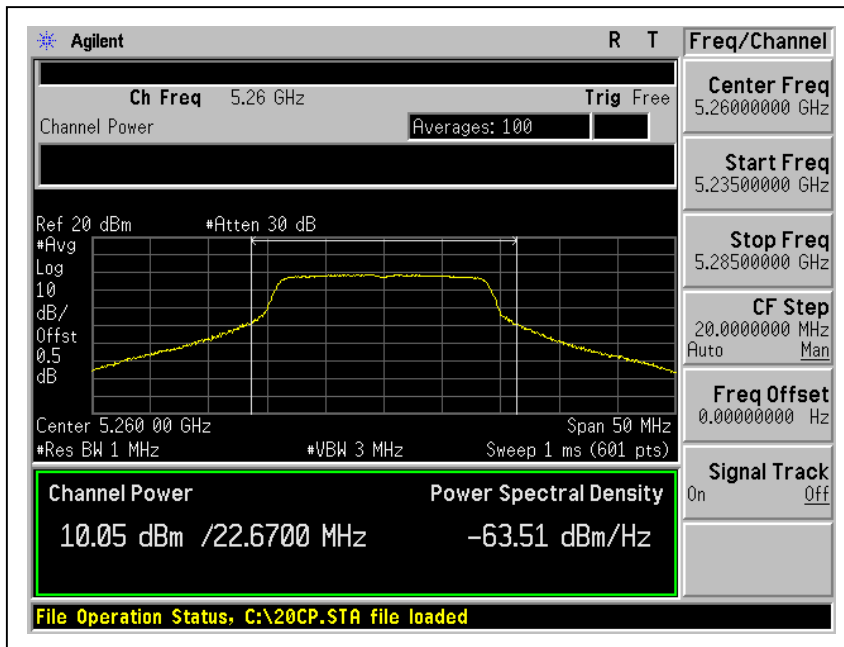 Agilent R T
Freq/Channel
Ch Freq 5.26 GHz Trig Free
Channel Power Averages: 100
Ref 20 dBm #Atten 30 dB
#Avg
Log
10
dB/
Offst
0.5
dB
Center 5.260 00 GHz Span 50 MHz
#Res BW 1 MHz #VBW 3 MHz Sweep 1 ms (601 pts)
Channel Power Power Spectral Density
10.05 dBm /22.6700 MHz -63.51 dBm/Hz
File Operation Status, C:\20CP.STA file loaded
Center Freq
5.26000000 GHz
Start Freq
5.23500000 GHz
Stop Freq
5.28500000 GHz
CF Step
20.0000000 MHz
Auto Man
Freq Offset
0.00000000 Hz
Signal Track
On Off